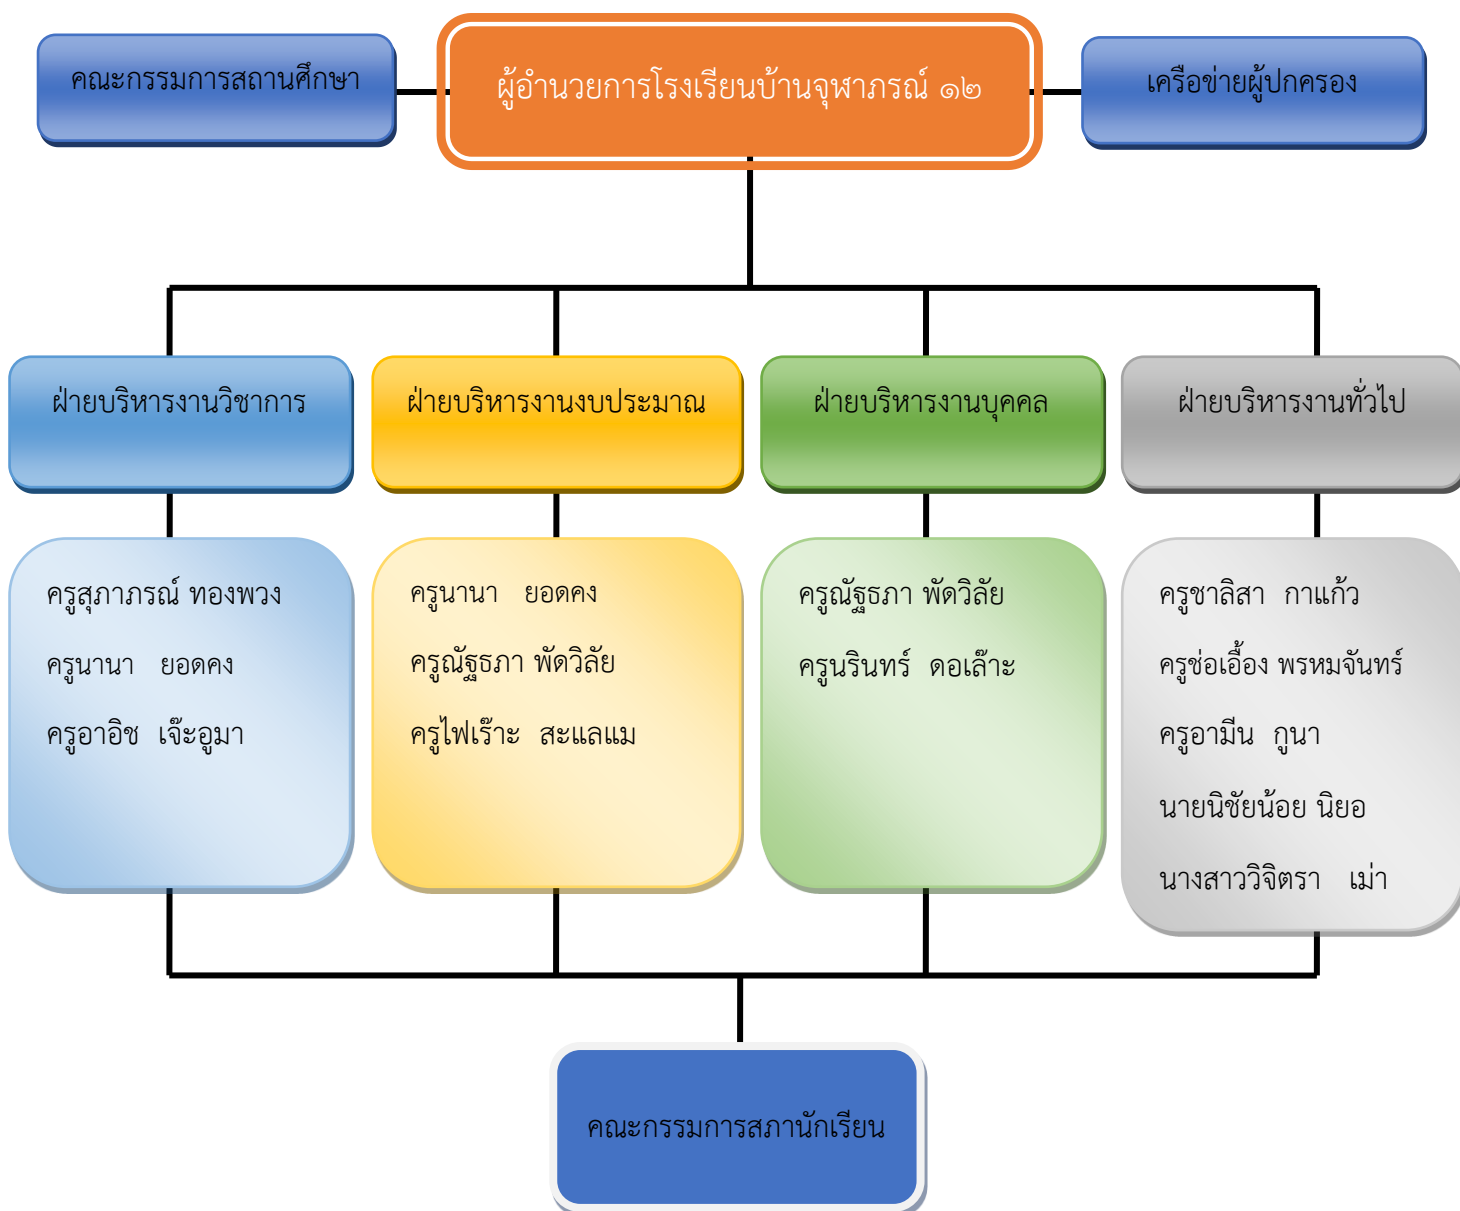 คณะกรรมการสถานศึกษา
ผู้อำนวยการโรงเรียนบ้านจุฬาภรณ์ ๑๒
เครือข่ายผู้ปกครอง
ฝ่ายบริหารงานวิชาการ
ฝ่ายบริหารงานงบประมาณ
ฝ่ายบริหารงานบุคคล
ฝ่ายบริหารงานทั่วไป
ครูสุภาภรณ์ ทองพวง
ครูนานา ยอดคง
ครูอาอิช เจ๊ะอูมา
ครูนานา ยอดคง
ครูณัฐธภา พัดวิลัย
ครูไฟเร๊าะ สะแลแม
ครูณัฐธภา พัดวิลัย
ครูนรินทร์ ดอเล๊าะ
ครูชาลิสา กาแก้ว
ครูช่อเอื้อง พรหมจันทร์
ครูอามีน กูนา
นายนิชัยน้อย นิยอ
นางสาววิจิตรา เม่า
คณะกรรมการสภานักเรียน